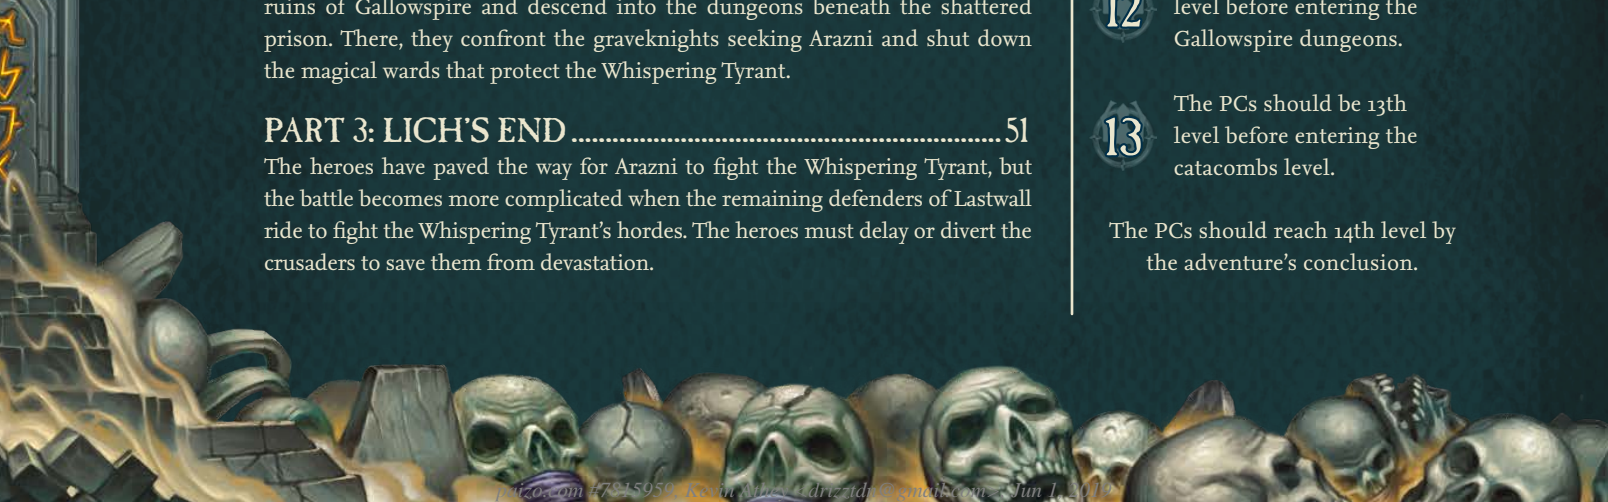 ruins of Gallowspire and descend into the dungeons beneath the shattered
prison. There, they confront the graveknights seeking Arazni and shut down
the magical wards that protect the Whispering Tyrant.
PART 3: LICH'S END 51
The heroes have paved the way for Arazni to fight the Whispering Tyrant, but
the battle becomes more complicated when the remaining defenders of Lastwall
ride to fight the Whispering Tyrant's hordes. The heroes must delay or divert the
crusaders to save them from devastation.
12
level before entering the
Gallowspire dungeons.
13
The PCs should be 13th
level before entering the
catacombs level.
The PCs should reach 14th level by
the adventure's conclusion.
paizo.com Jun 1,